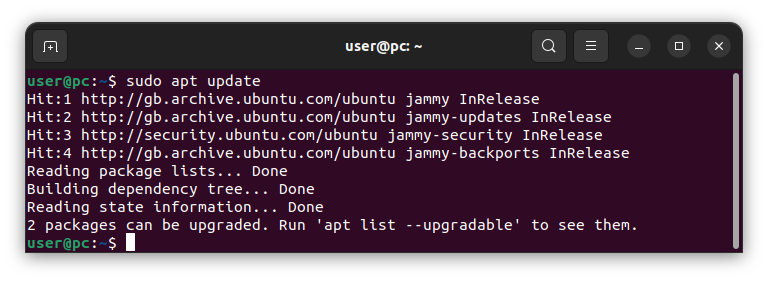 user@pc: ~
user@pc:~$ sudo apt update
Hit:1 http://gb.archive.ubuntu.com/ubuntu jammy InRelease
Hit:2 http://gb.archive.ubuntu.com/ubuntu jammy-updates InRelease
Hit:3 http://security.ubuntu.com/ubuntu jammy-security InRelease
Hit:4 http://gb.archive.ubuntu.com/ubuntu jammy-backports InRelease
Reading package lists... Done
Building dependency tree... Done
Reading state information... Done
2 packages can be upgraded. Run 'apt list --upgradable' to see them.
user@pc:~$